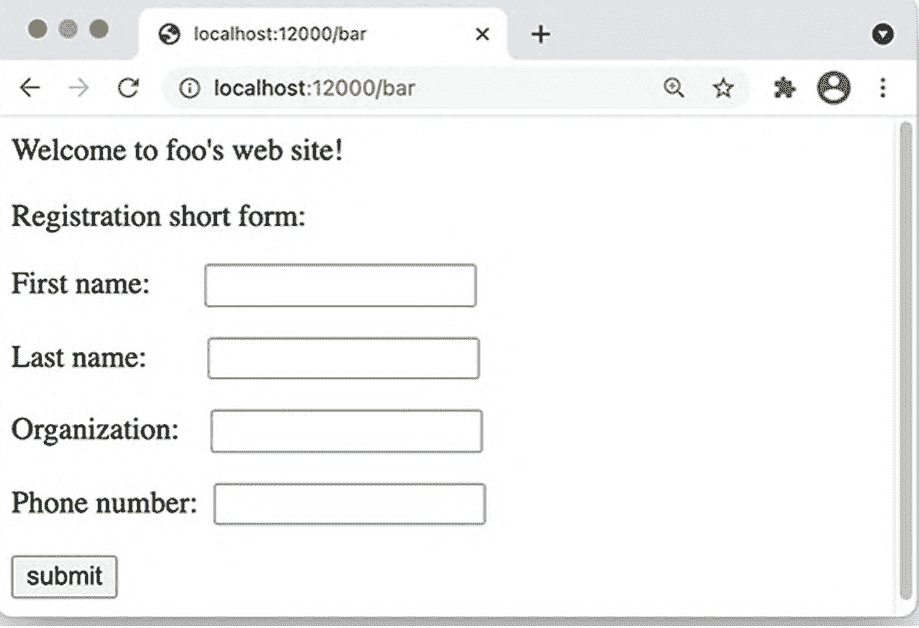 localhost:12000/bar
localhost:12000/bar
Welcome to foo's web site!
Registration short form:
First name:
Last name:
Organization:
Phone number:
submit